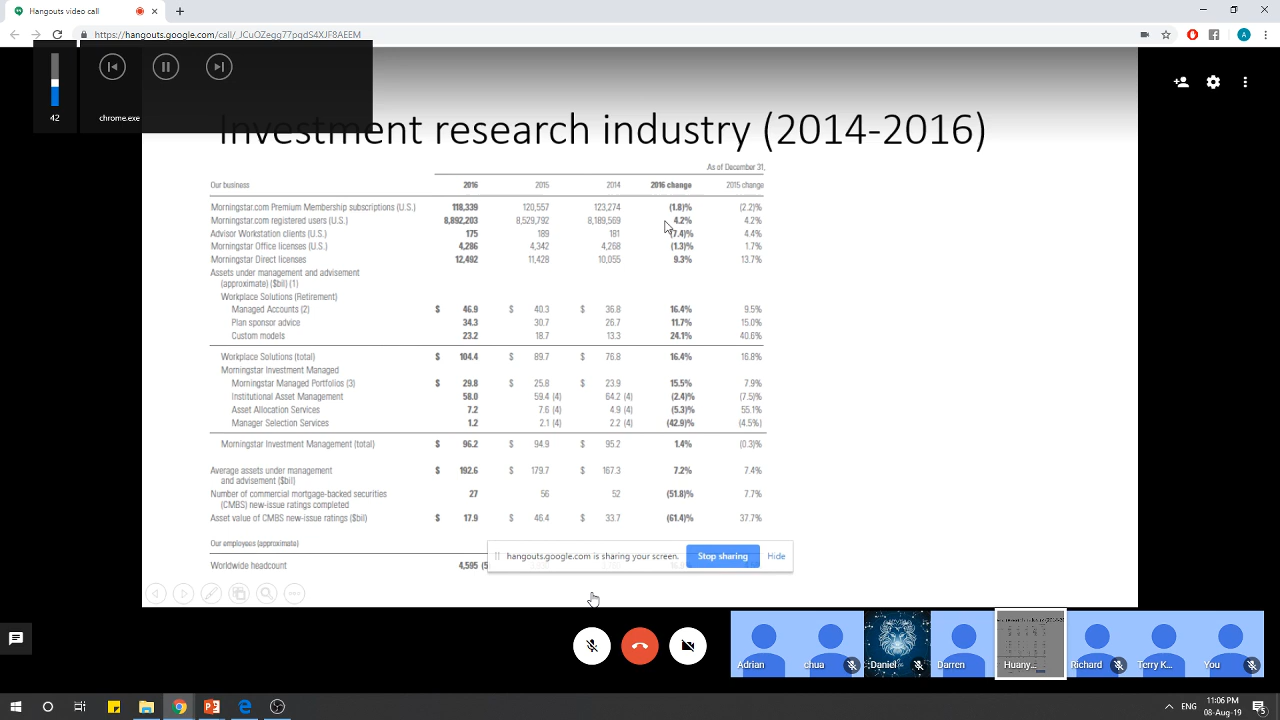 Hangouts video call
https://hangouts.google.com/call/_JCuOZegg77pqdS4XJF8AEEM
A
42
chrome.exe
Investment research industry (2014-2016)
As of December 31,
Our business 2016 2015 2014 2016 change 2015 change
Morningstar.com Premium Membership subscriptions (U.S.) 118,339 120,557 123,274 (1.8)% (2.2)%
Morningstar.com registered users (U.S.) 8,892,203 8,529,792 8,189,569 4.2% 4.2%
Advisor Workstation clients (U.S.) 175 189 181 (7.4)% 4.4%
Morningstar Office licenses (U.S.) 4,286 4,342 4,268 (1.3)% 1.7%
Morningstar Direct licenses 12,492 11,428 10,055 9.3% 13.7%
Assets under management and advisement
(approximate) ($bil) (1)
Workplace Solutions (Retirement)
Managed Accounts (2) $ 46.9 $ 40.3 $ 36.8 16.4% 9.5%
Plan sponsor advice 34.3 30.7 26.7 11.7% 15.0%
Custom models 23.2 18.7 13.3 24.1% 40.6%
Workplace Solutions (total) $ 104.4 $ 89.7 $ 76.8 16.4% 16.8%
Morningstar Investment Managed
Morningstar Managed Portfolios (3) $ 29.8 $ 25.8 $ 23.9 15.5% 7.9%
Institutional Asset Management 58.0 59.4 (4) 64.2 (4) (2.4)% (7.5)%
Asset Allocation Services 7.2 7.6 (4) 4.9 (4) (5.3)% 55.1%
Manager Selection Services 1.2 2.1 (4) 2.2 (4) (42.9)% (4.5%)
Morningstar Investment Management (total) $ 96.2 $ 94.9 $ 95.2 1.4% (0.3)%
Average assets under management $ 192.6 $ 179.7 $ 167.3 7.2% 7.4%
and advisement ($bil)
Number of commercial mortgage-backed securities 27 56 52 (51.8)% 7.7%
(CMBS) new-issue ratings completed
Asset value of CMBS new-issue ratings ($bil) $ 17.9 $ 46.4 $ 33.7 (61.4)% 37.7%
Our employees (approximate)
hangouts.google.com is sharing your screen. Stop sharing Hide
Worldwide headcount 4,595 (5
Adrian chua Daniel Darren Huany... Richard Terry K... You
ENG 11:06 PM
08-Aug-19